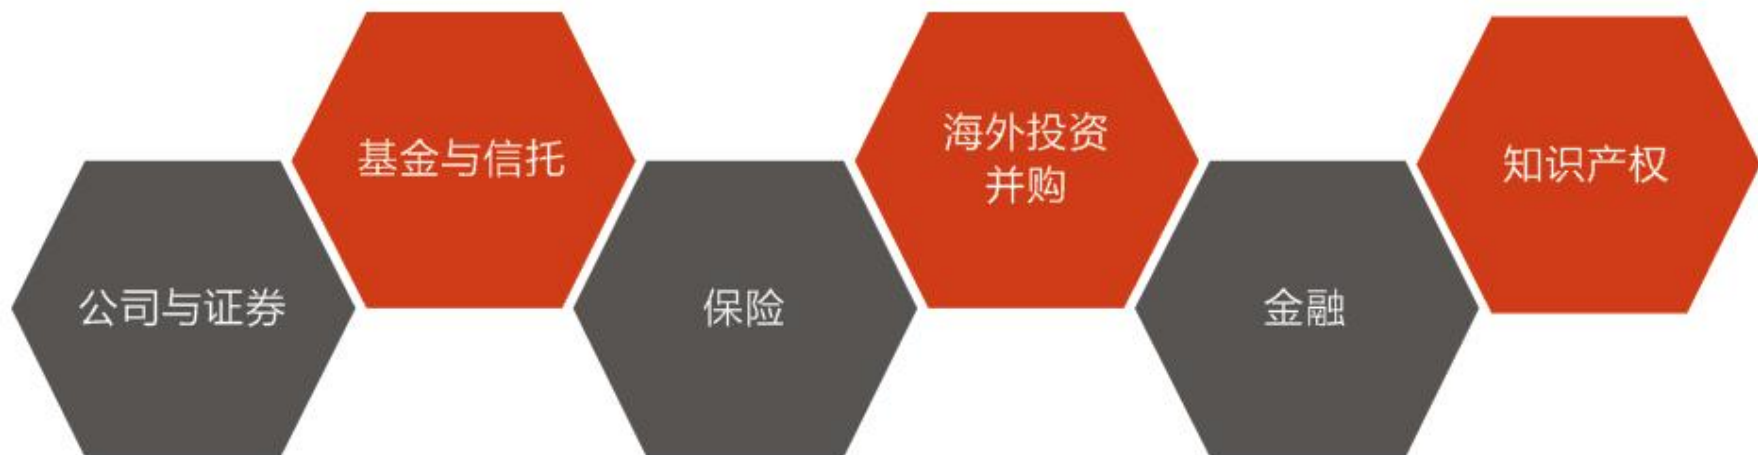 公司与证券
基金与信托
保险
海外投资
并购
金融
知识产权